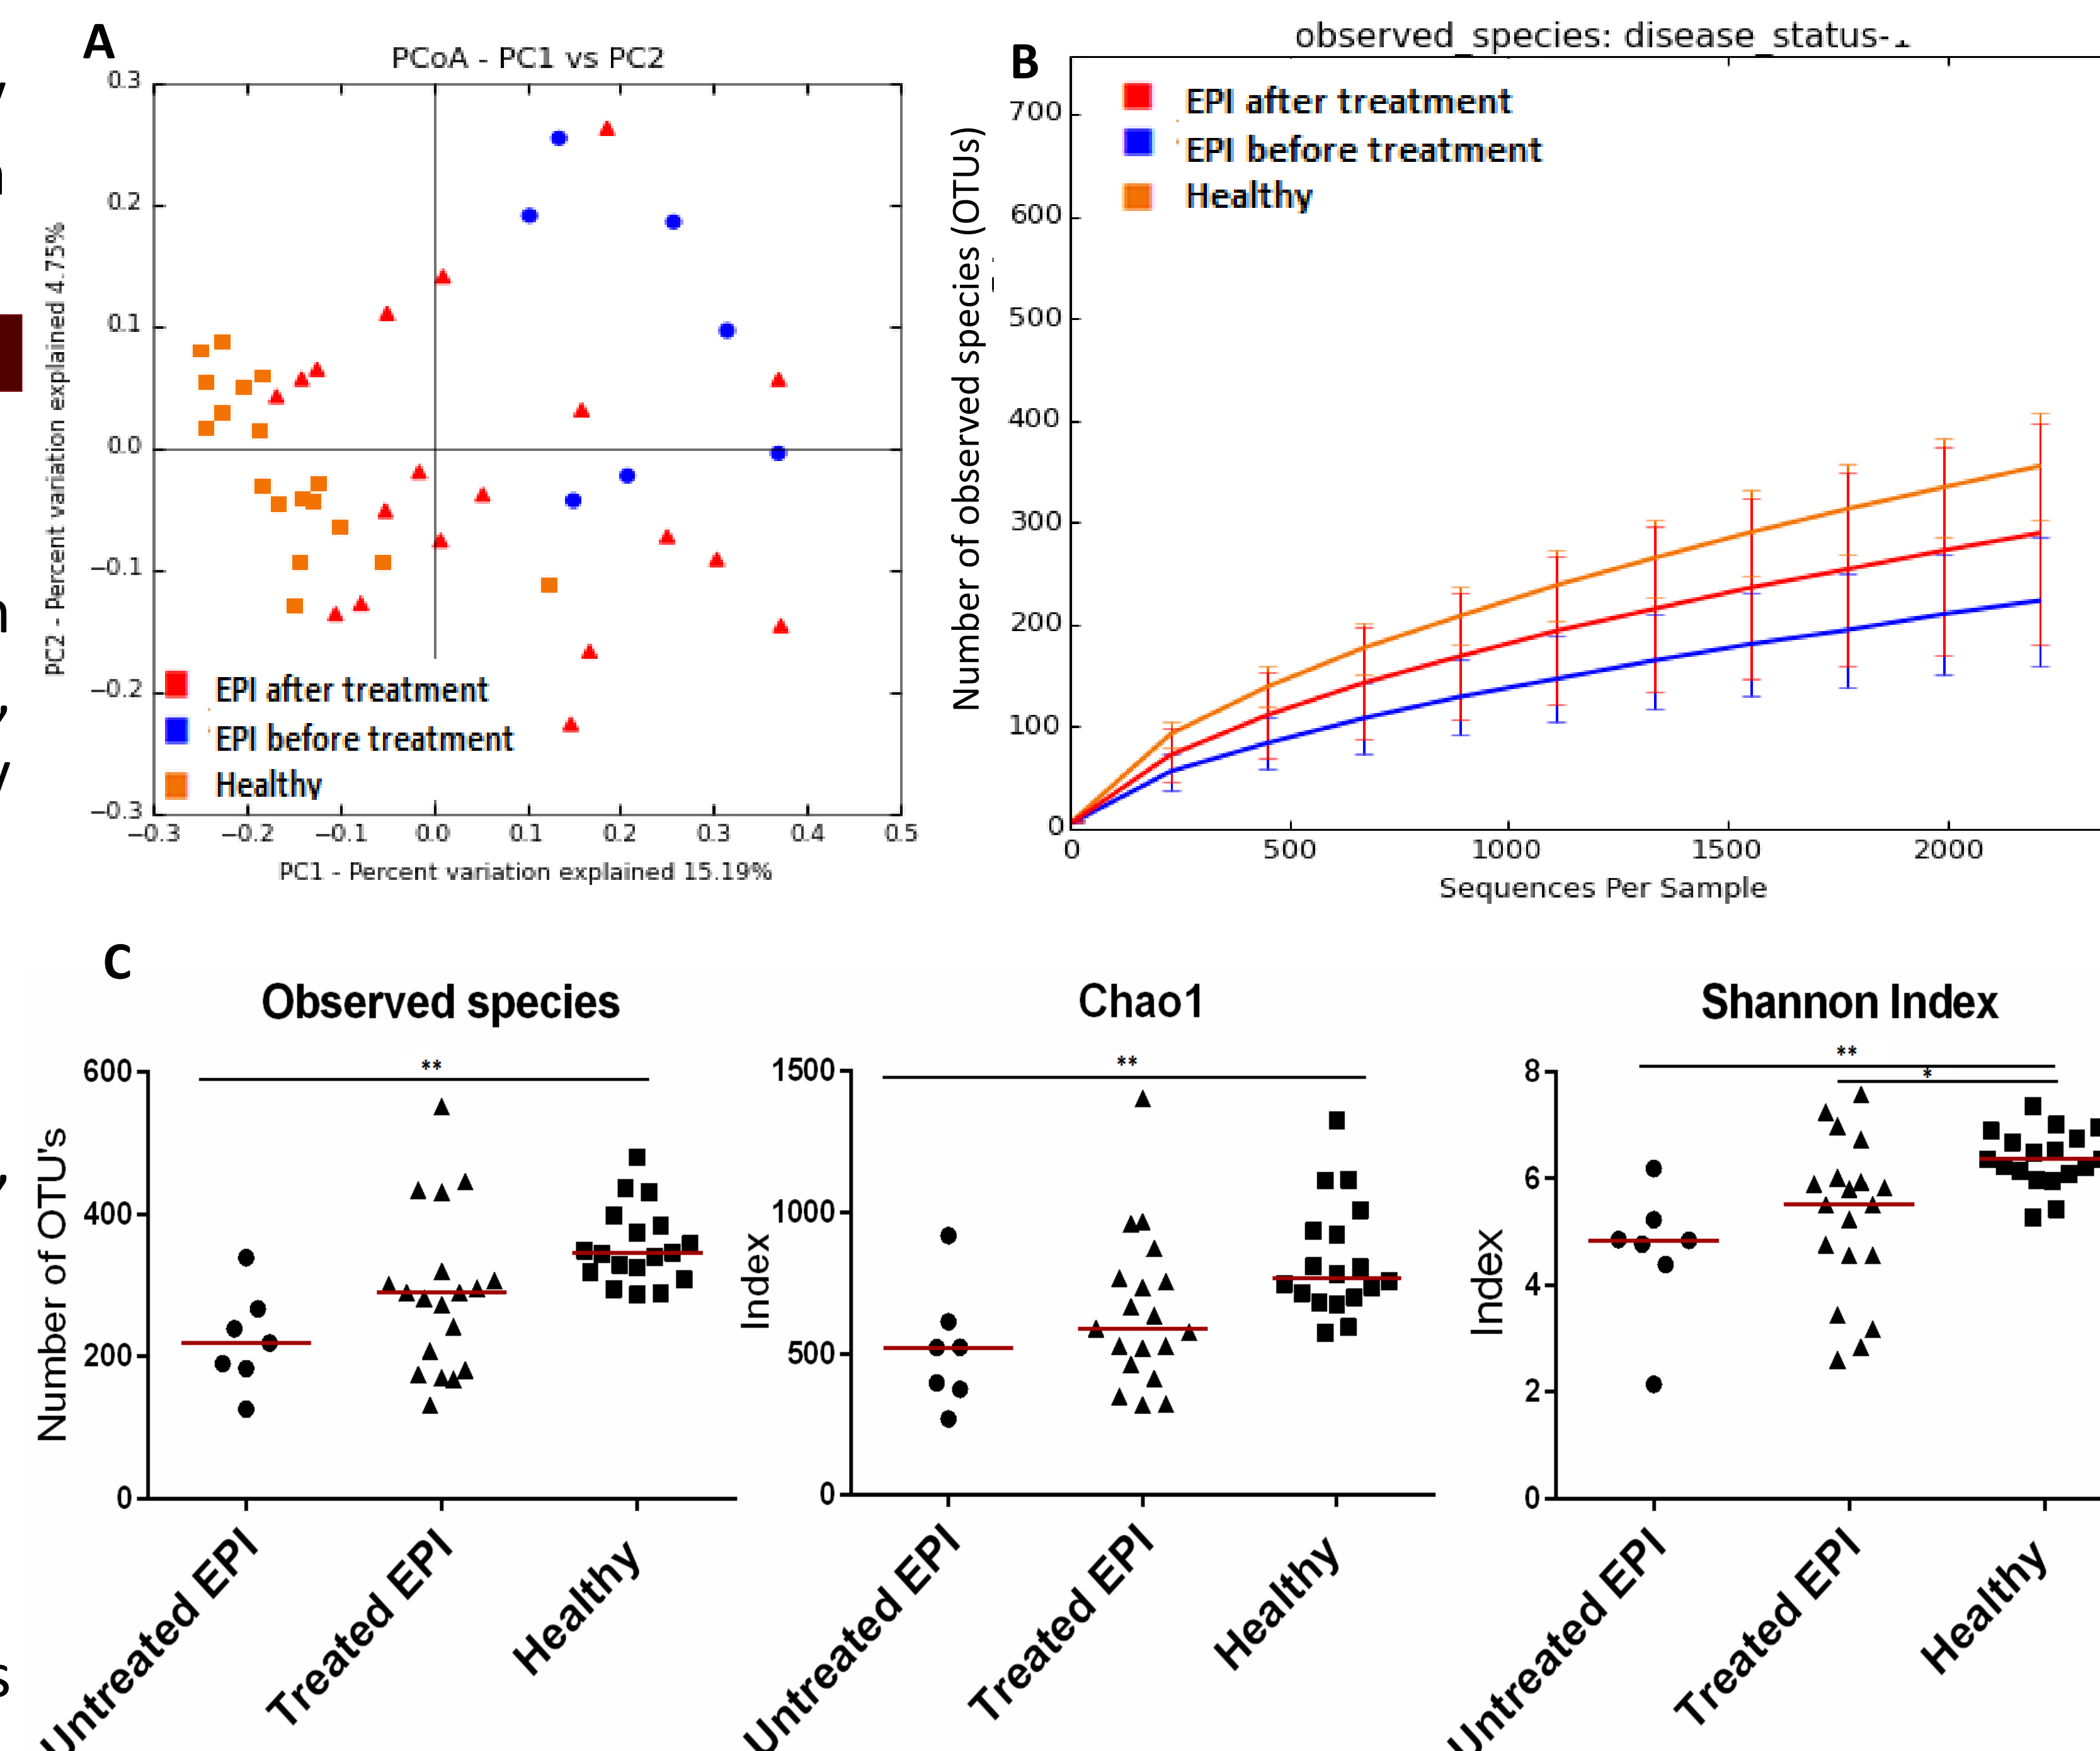 A
PCoA - PC1 vs PC2
0.3
0.2
0.1
0.0
−0.1
−0.2
−0.3
PC2 - Percent variation explained 4.75%
EPI after treatment
EPI before treatment
Healthy
−0.3 −0.2 −0.1 0.0 0.1 0.2 0.3 0.4 0.5
PC1 - Percent variation explained 15.19%
B
observed_species: disease_status-
EPI after treatment
EPI before treatment
Healthy
Number of observed species (OTUs)
700
600
500
400
300
200
100
0
0 500 1000 1500 2000
Sequences Per Sample
C
Observed species
**
600
400
200
0
Number of OTU's
Untreated EPI
Treated EPI
Healthy
Chao1
**
1500
1000
500
0
Index
Untreated EPI
Treated EPI
Healthy
Shannon Index
**
*
8
6
4
2
0
Index
Untreated EPI
Treated EPI
Healthy